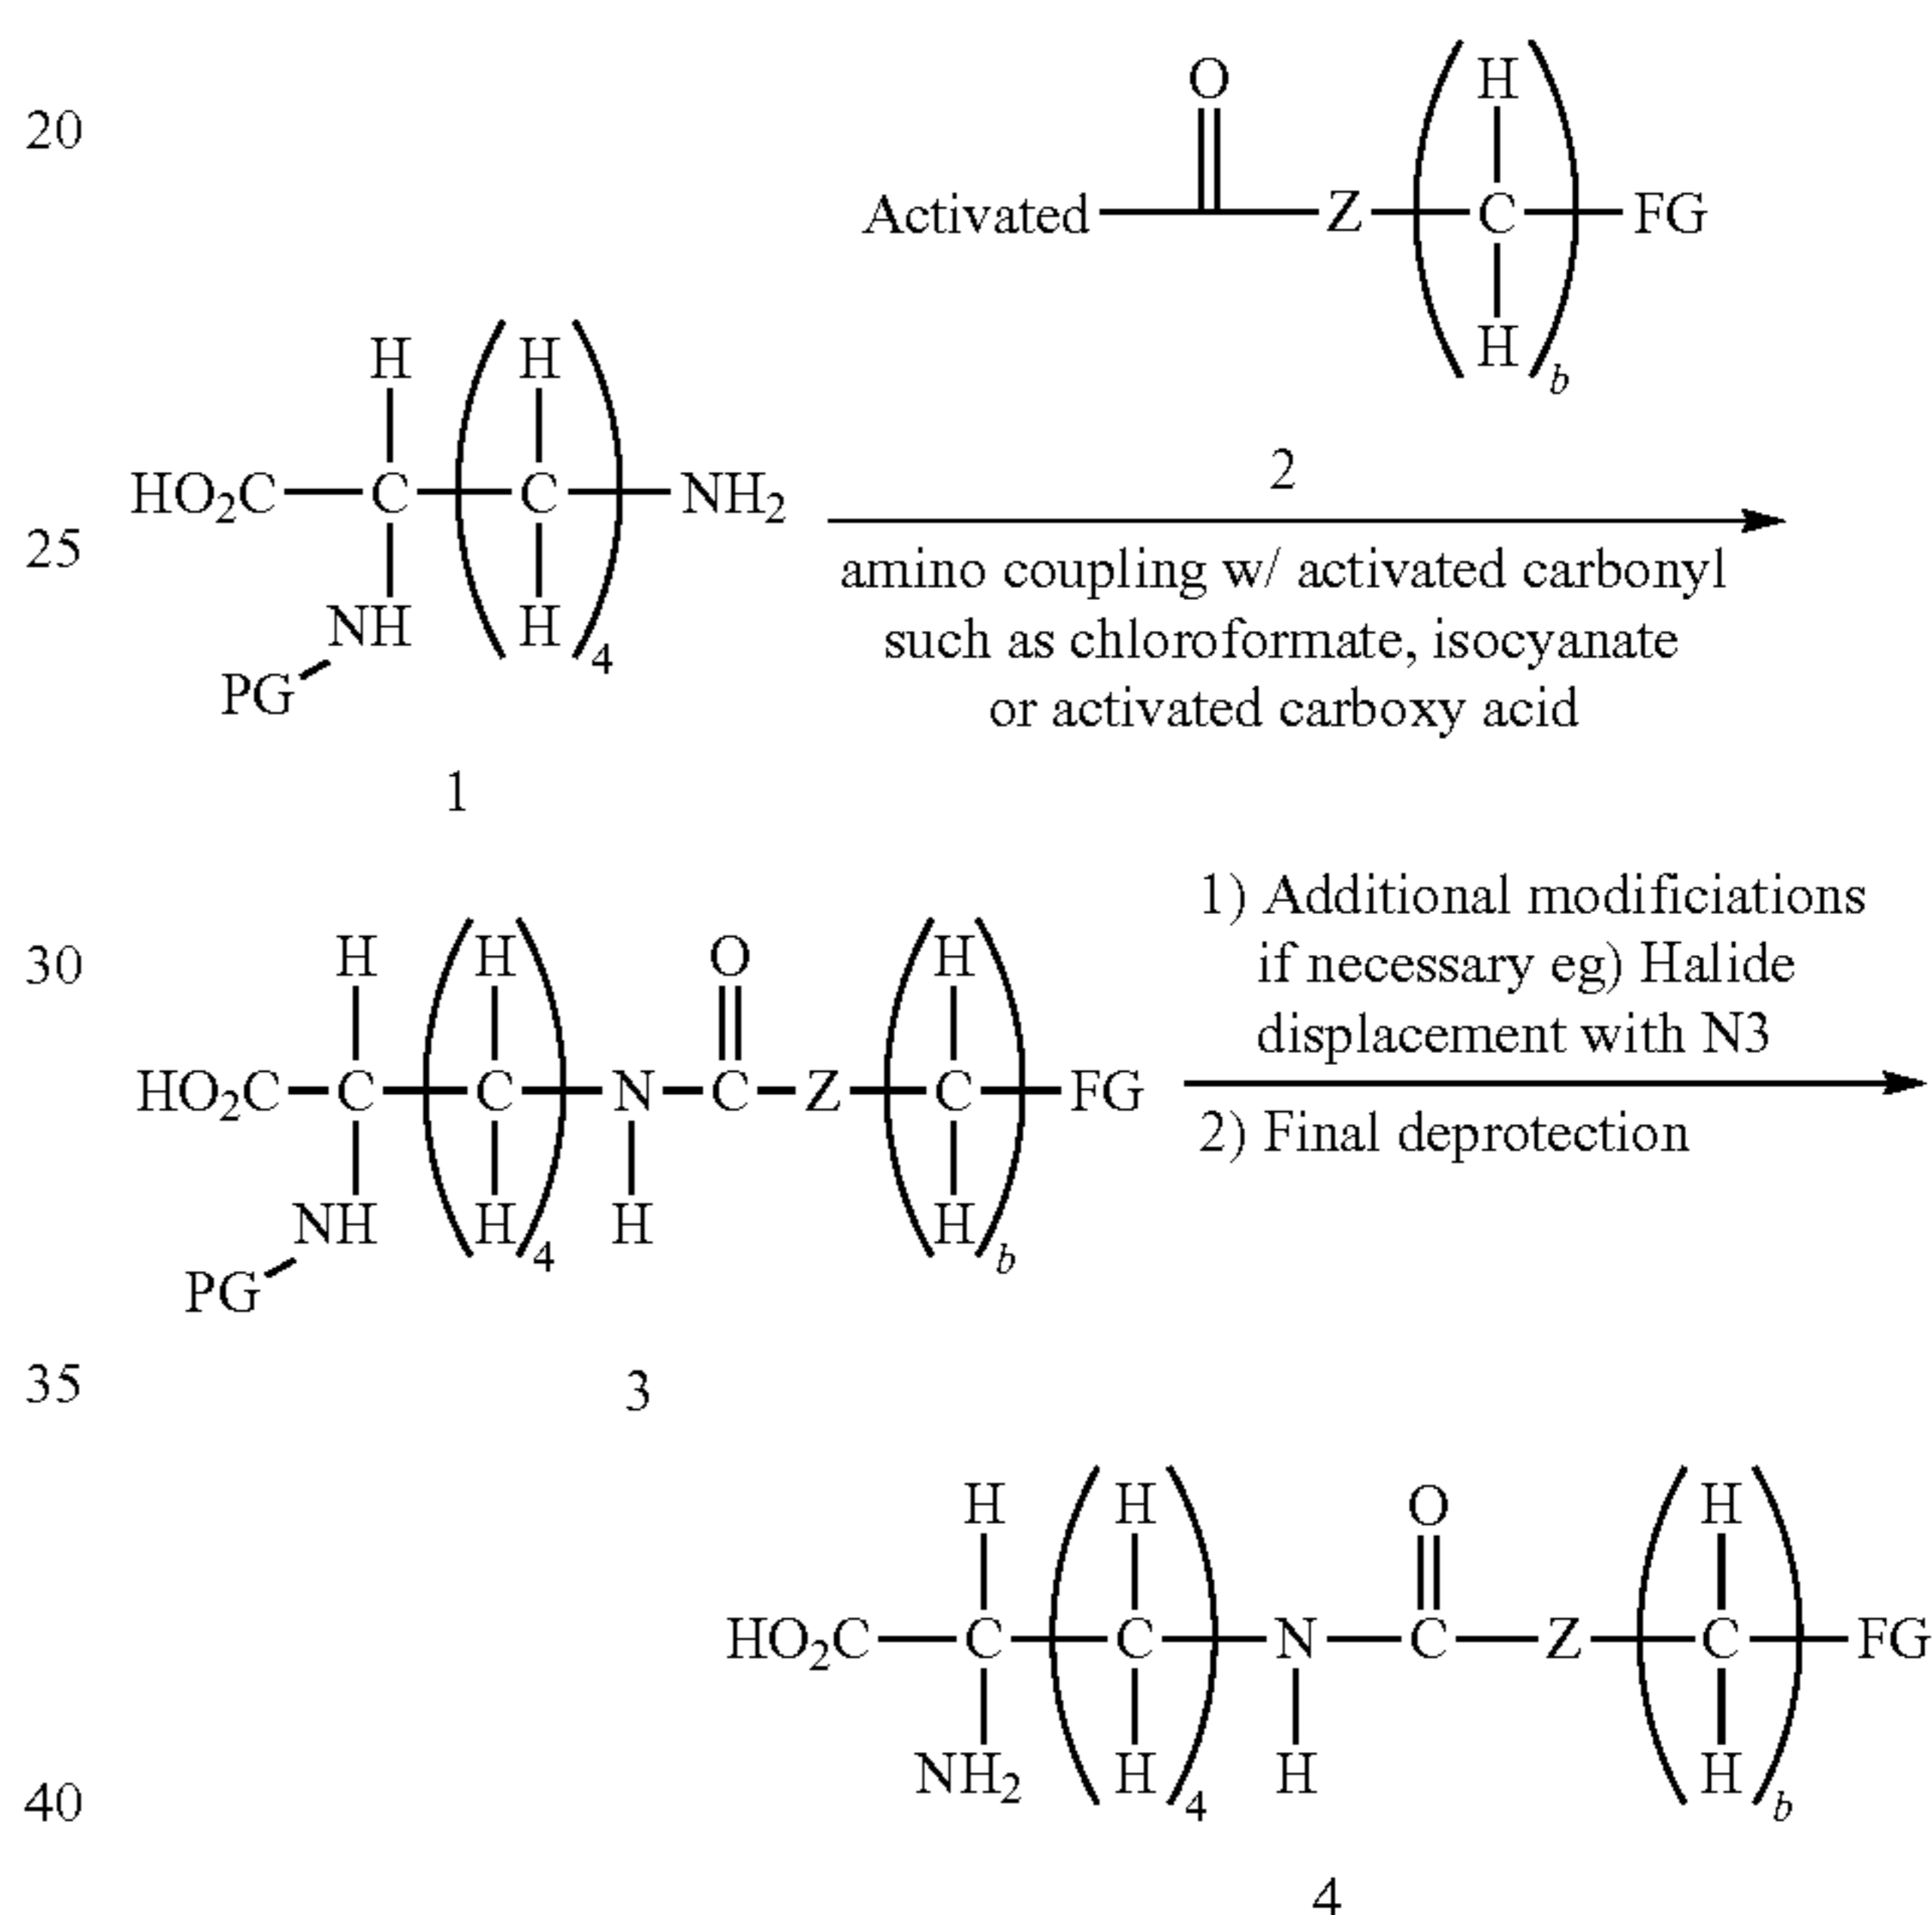 20
O
H
Activated Z C FG
H
b
H H
HO2C C C NH2
2
25
NH H
4
PG
amino coupling w/ activated carbonyl
such as chloroformate, isocyanate
or activated carboxy acid
1
1) Additional modificiations
if necessary eg) Halide
displacement with N3
2) Final deprotection
30
H H O H
HO2C C C N C Z C FG
NH H H H
4 b
PG
35
3
H H O H
HO2C C C N C Z C FG
40
NH2 H H H
4 b
4